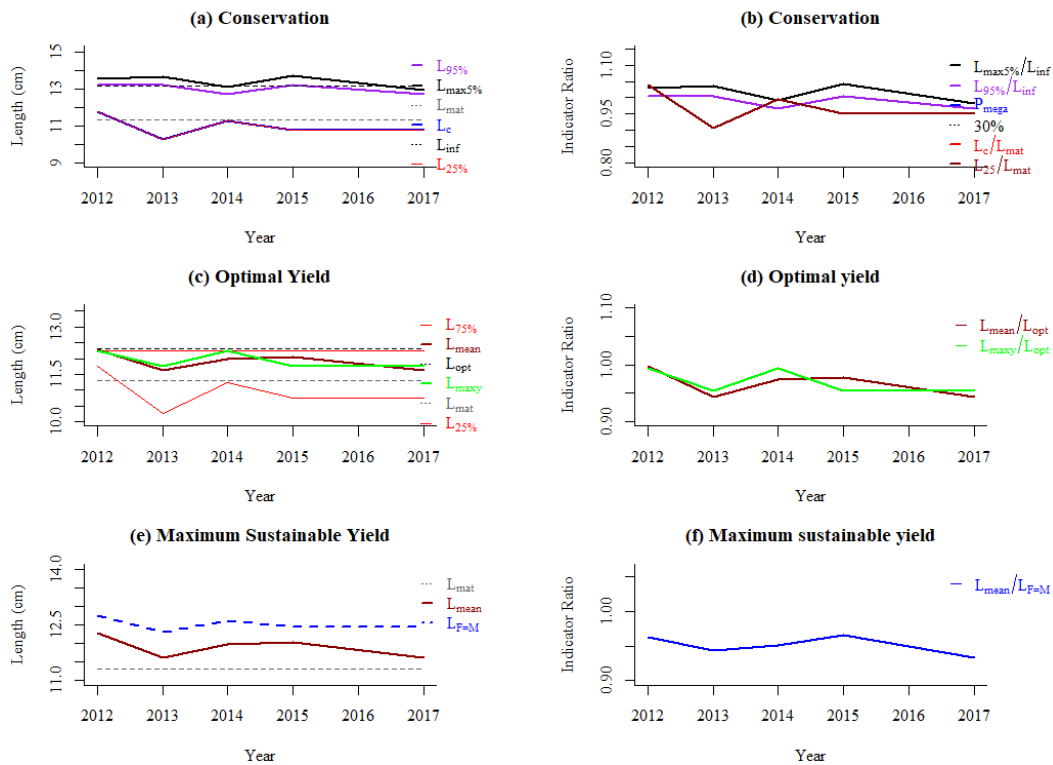 (a) Conservation
Length (cm)
15
13
11
9
L95%
Lmax5%
Lmat
Lc
Linf
L25%
2012 2013 2014 2015 2016 2017
Year
(b) Conservation
Indicator Ratio
1.10
0.95
0.80
Lmax5%/Linf
L95%/Linf
Pmega
30%
Lc/Lmat
L25/Lmat
2012 2013 2014 2015 2016 2017
Year
(c) Optimal Yield
Length (cm)
13.0
11.5
10.0
L75%
Lmean
Lopt
Lmaxy
Lmat
L25%
2012 2013 2014 2015 2016 2017
Year
(d) Optimal yield
Indicator Ratio
1.10
1.00
0.90
Lmean/Lopt
Lmaxy/Lopt
2012 2013 2014 2015 2016 2017
Year
(e) Maximum Sustainable Yield
Length (cm)
14.0
12.5
11.0
Lmat
Lmean
LF=M
2012 2013 2014 2015 2016 2017
Year
(f) Maximum sustainable yield
Indicator Ratio
1.00
0.90
Lmean/LF=M
2012 2013 2014 2015 2016 2017
Year